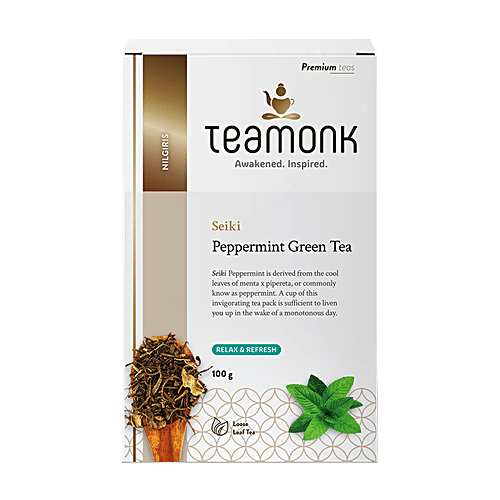 Premium teas
NILGIRIS
Teamonk
Awakened. Inspired.
Seiki
Peppermint Green Tea
Seiki Peppermint is derived from the cool
leaves of menta x pipereta, or commonly
know as peppermint. A cup of this
invigorating tea pack is sufficient to liven
you up in the wake of a monotonous day.
RELAX & REFRESH
100 g
Loose
Leaf Tea